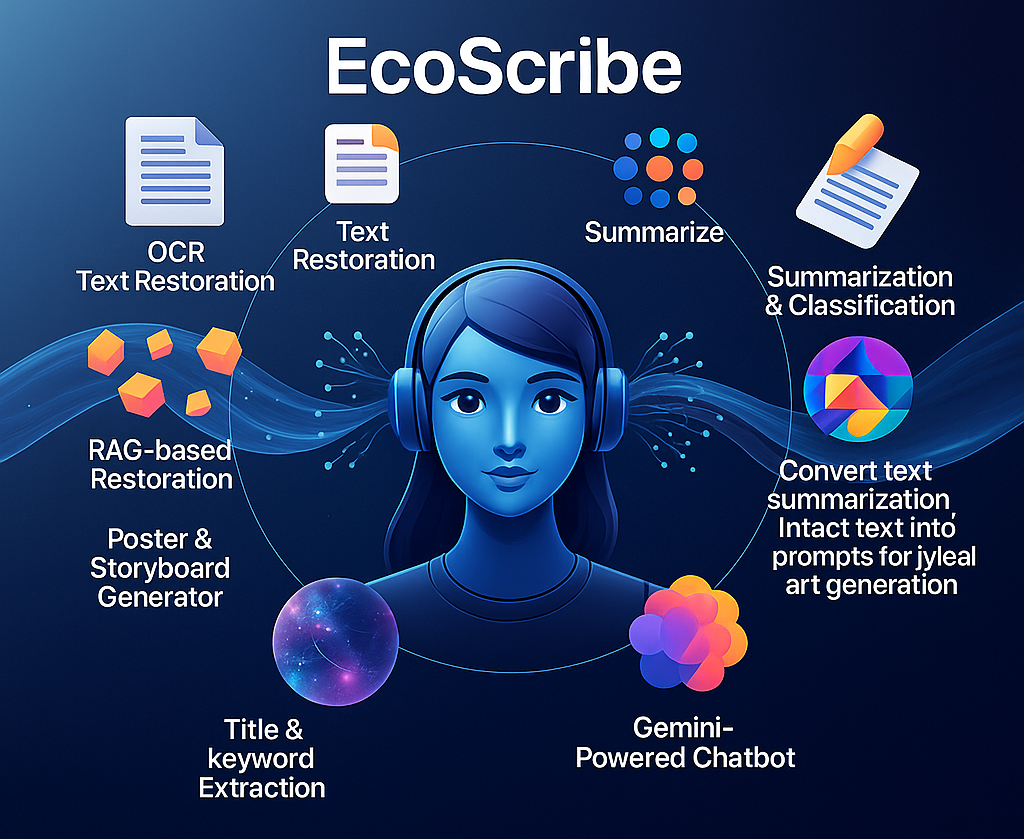 EcoScribe
OCR
Text Restoration
Text
Restoration
Summarize
Summarization
& Classification
RAG-based
Restoration
Convert text
summarization,
Intact text into
prompts for jyleal
art generation
Poster &
Storyboard
Generator
Title &
keyword
Extraction
Gemini-
Powered Chatbot